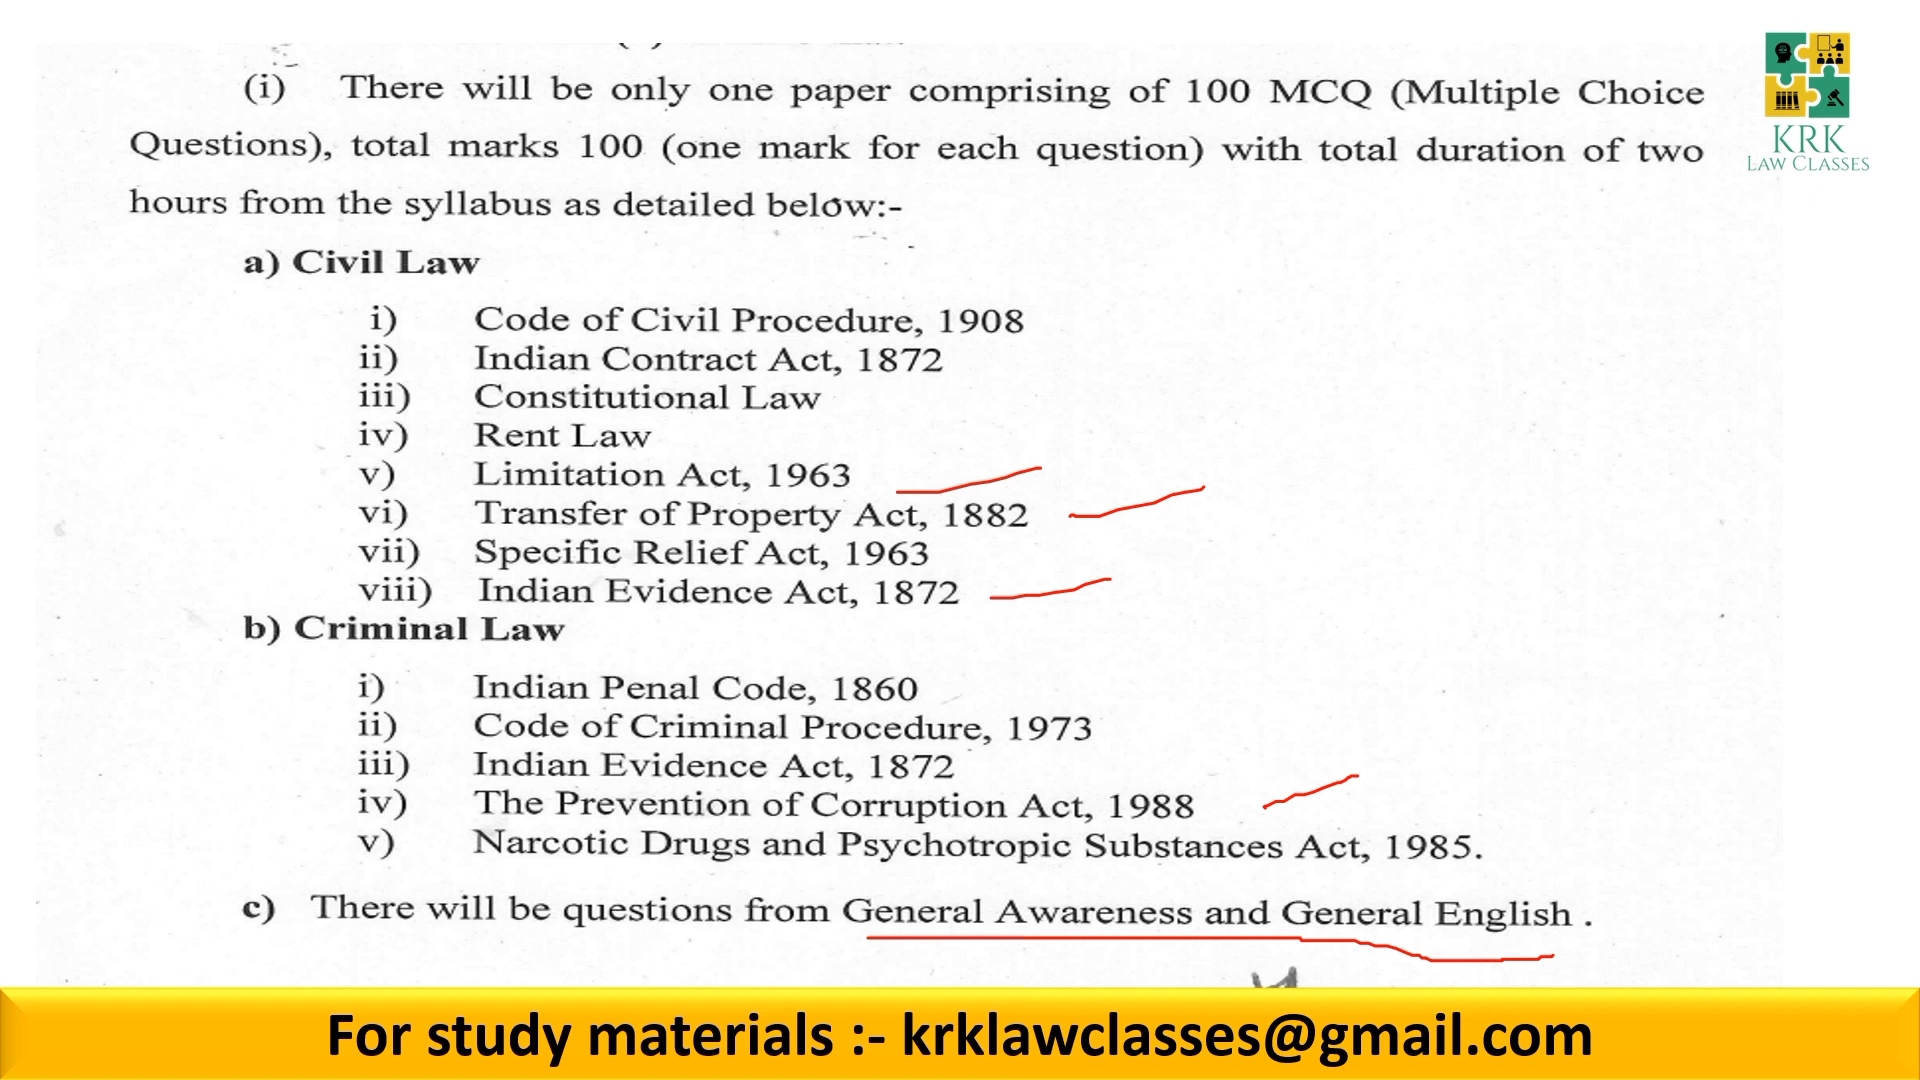 (i) There will be only one paper comprising of 100 MCQ (Multiple Choice
Questions), total marks 100 (one mark for each question) with total duration of two
hours from the syllabus as detailed below:-
a) Civil Law
i) Code of Civil Procedure, 1908
ii) Indian Contract Act, 1872
iii) Constitutional Law
iv) Rent Law
v) Limitation Act, 1963
vi) Transfer of Property Act, 1882
vii) Specific Relief Act, 1963
viii) Indian Evidence Act, 1872
b) Criminal Law
i) Indian Penal Code, 1860
ii) Code of Criminal Procedure, 1973
iii) Indian Evidence Act, 1872
iv) The Prevention of Corruption Act, 1988
v) Narcotic Drugs and Psychotropic Substances Act, 1985.
c) There will be questions from General Awareness and General English .
KRK
LAW CLASSES
For study materials :- krklawclasses@gmail.com